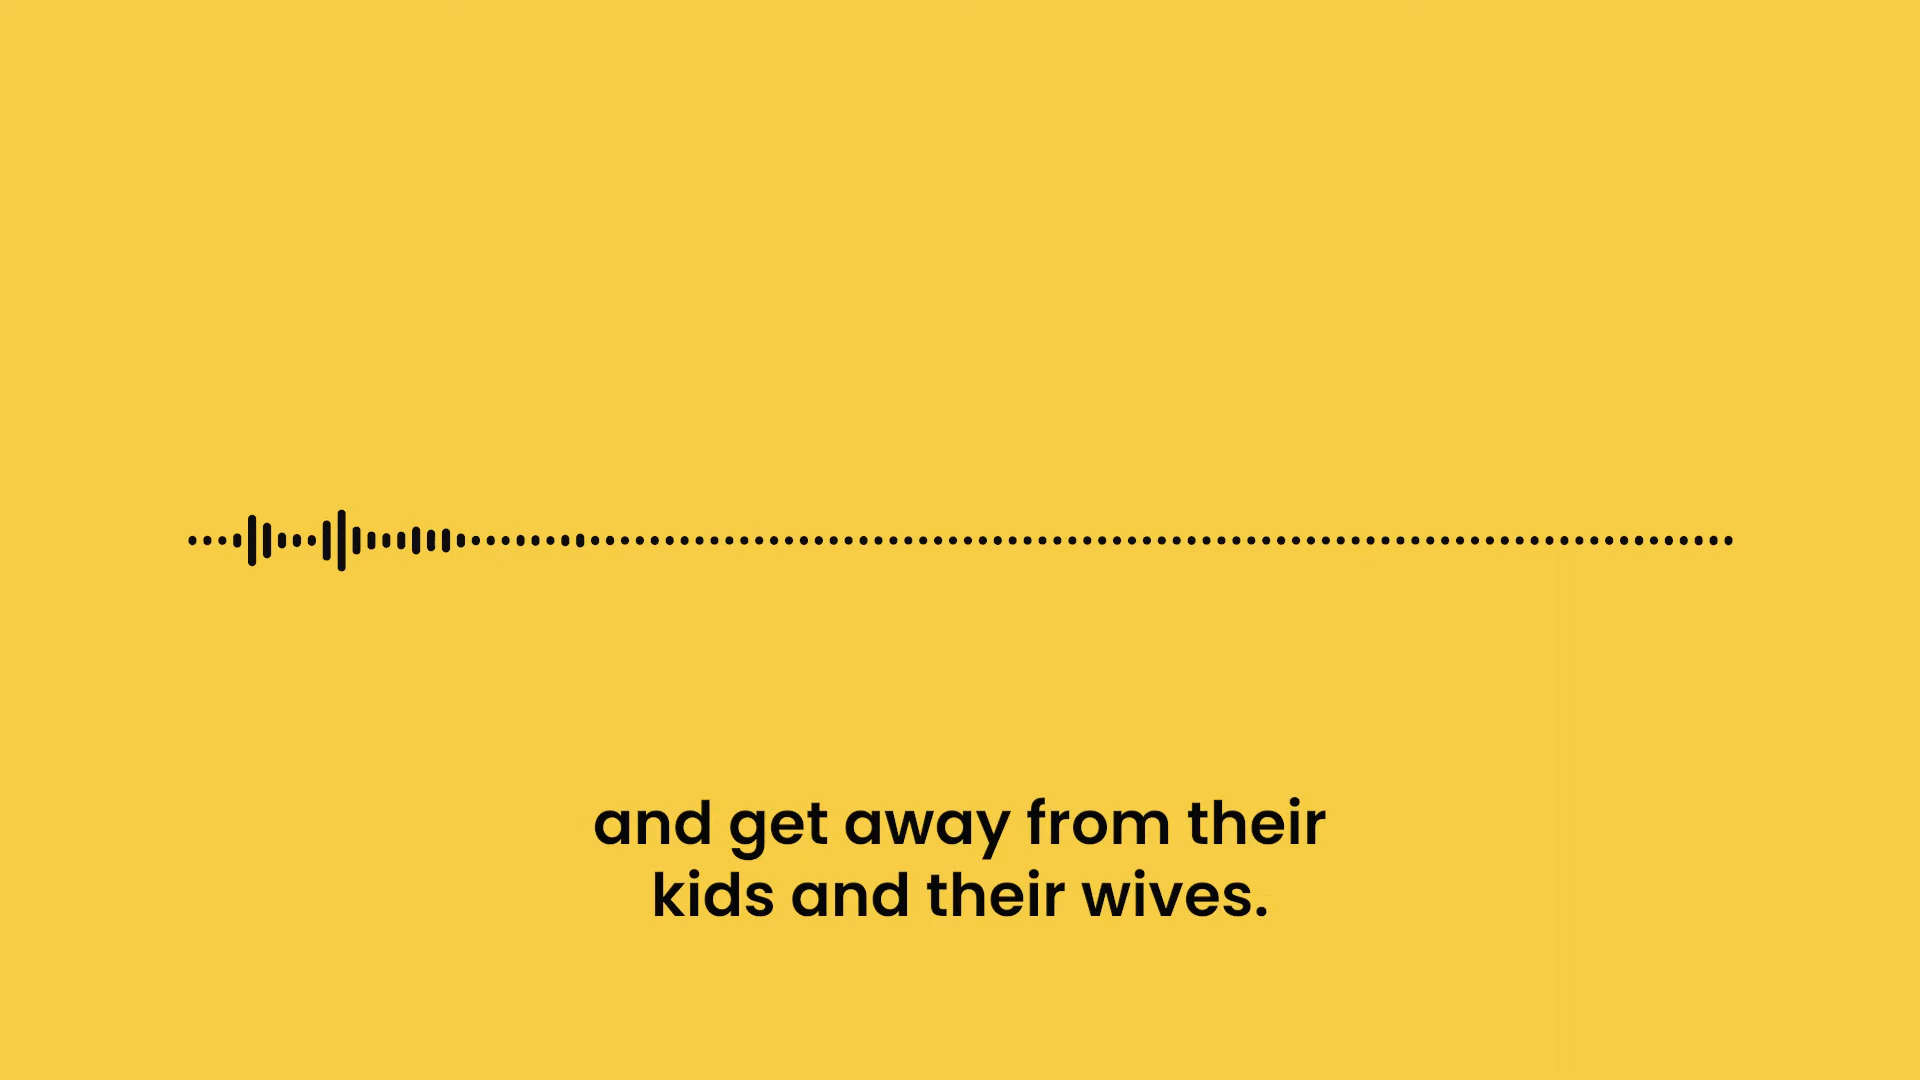 and get away from their
kids and their wives.